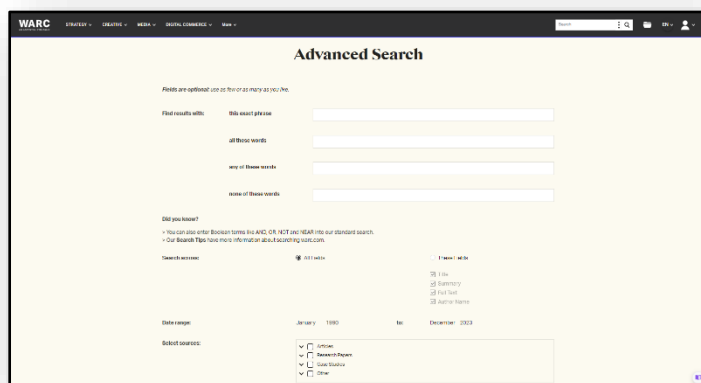 WARC
STRATEGY CREATIVE MEDIA DIGITAL COMMERCE More
Search
EN
Advanced Search
Fields are optional: use as few or as many as you like.
Find results with: this exact phrase
all these words
any of these words
none of these words
Did you know?
> You can also enter Boolean terms like AND, OR, NOT and NEAR into our standard search.
> Our Search Tips have more information about searching warc.com.
Search across: All Fields These Fields
Title
Summary
Full Text
Author Name
Date range: January 1980 to: December 2023
Select sources:
Articles
Research Papers
Case Studies
Other